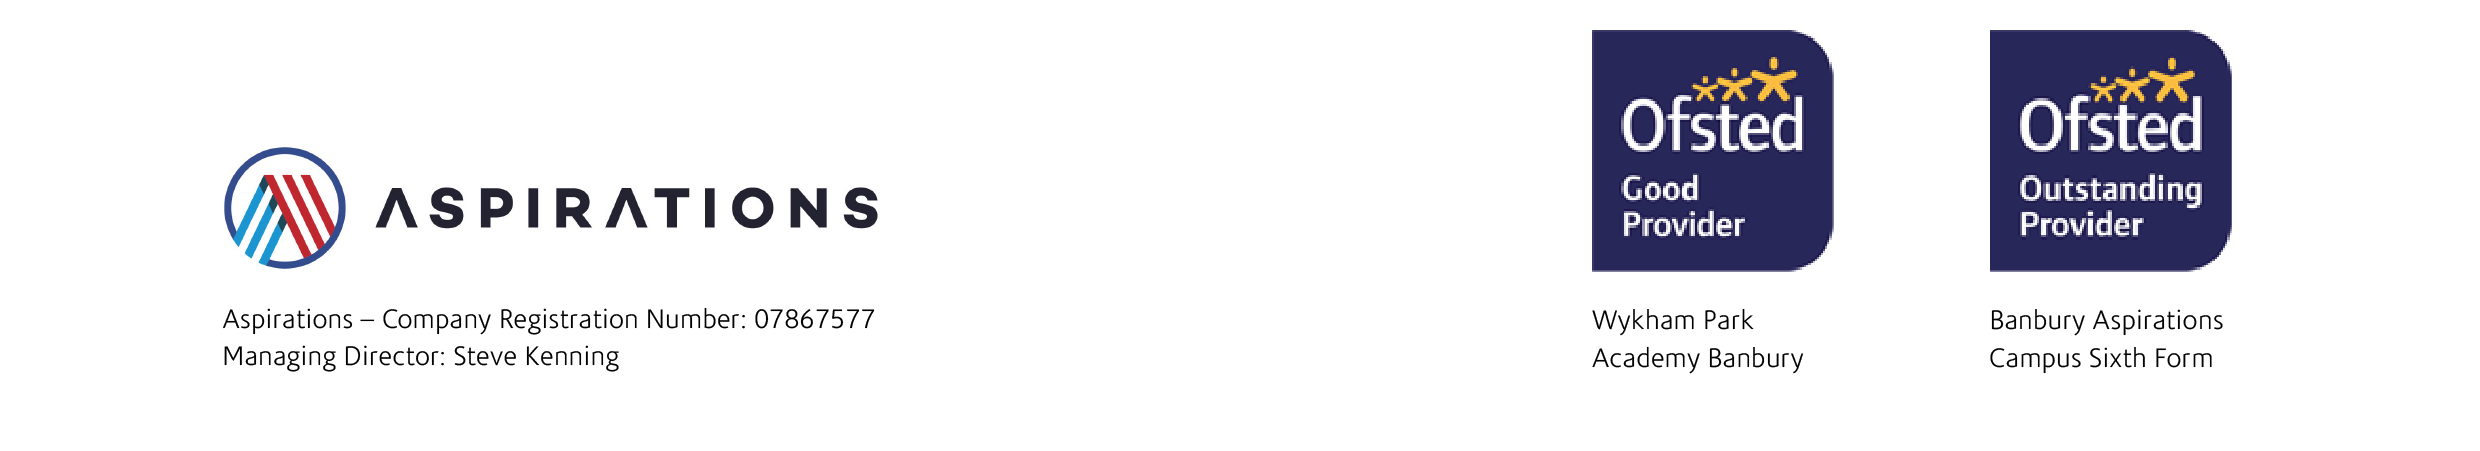 ASPIRATIONS
Aspirations – Company Registration Number: 07867577
Managing Director: Steve Kenning
Ofsted
Good
Provider
Wykham Park
Academy Banbury
Ofsted
Outstanding
Provider
Banbury Aspirations
Campus Sixth Form